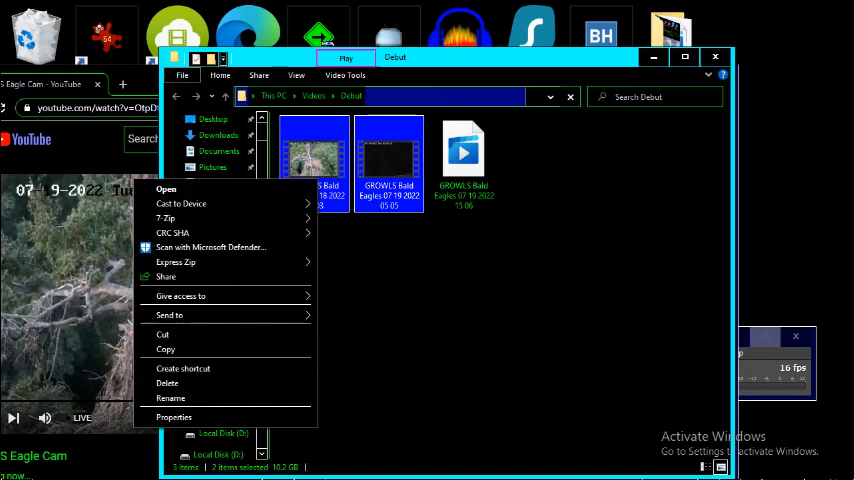 64
BH
Play
Debut
File
Home
Share
View
Video Tools
S Eagle Cam - YouTube
youtube.com/watch?v=OtpD
This PC
Videos
Debut
Search Debut
YouTube
Search
Desktop
Downloads
Documents
Pictures
S Bald
18 2022
GROWLS Bald
Eagles 07 19 2022
05 05
GROWLS Bald
Eagles 07 19 2022
15 06
07-19-2022 Tue
Open
Cast to Device
7-Zip
CRC SHA
Scan with Microsoft Defender...
Express Zip
Share
Give access to
Send to
Cut
Copy
Create shortcut
Delete
Rename
Properties
LIVE
Local Disk (D:)
Local Disk (D:)
3 items
2 items selected 10.2 GB
S Eagle Cam
ng now...
16 fps
Activate Windows
Go to Settings to activate Windows.